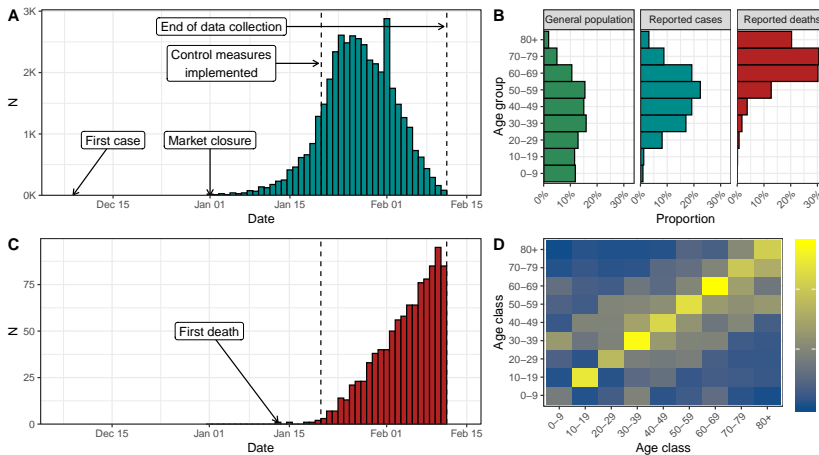 A
3K
2K
1K
0K
N
End of data collection
Control measures
implemented
First case
Market closure
Dec 15
Jan 01
Jan 15
Feb 01
Feb 15
Date
B
General population
Reported cases
Reported deaths
Age group
80+
70−79
60−69
50−59
40−49
30−39
20−29
10−19
0−9
0%
10%
20%
30%
0%
10%
20%
30%
0%
10%
20%
30%
Proportion
C
75
50
25
0
N
First death
Dec 15
Jan 01
Jan 15
Feb 01
Feb 15
Date
D
Age class
80+
70−79
60−69
50−59
40−49
30−39
20−29
10−19
0−9
0−9
10−19
20−29
30−39
40−49
50−59
60−69
70−79
80+
Age class